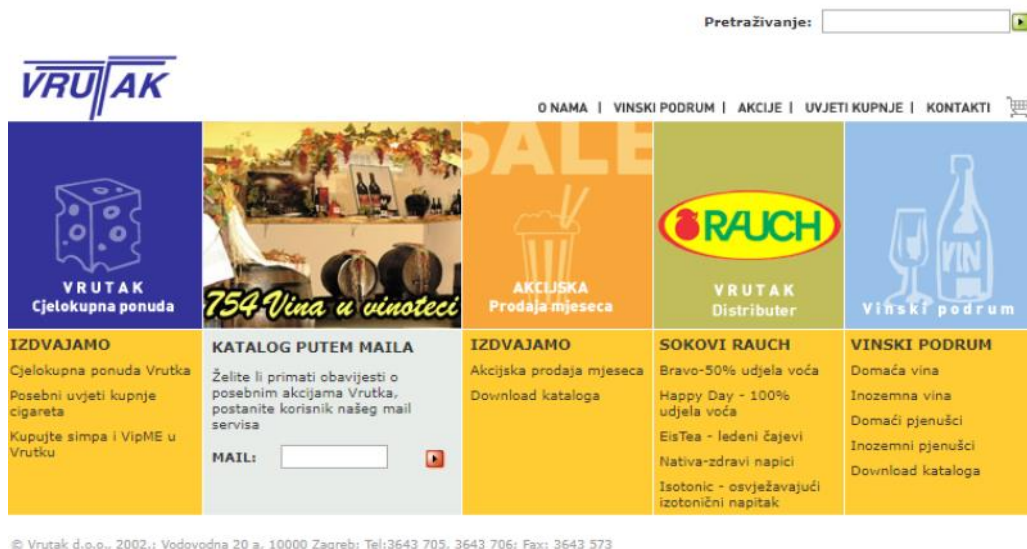 Pretraživanje:
VRUTAK
O NAMA | VINSKI PODRUM | AKCIJE | UVJETI KUPNJE | KONTAKTI
VRUTAK
Cjelokupna ponuda
754 Vina u vinoteci
SALE
AKCIJSKA
Prodaja mjeseca
RAUCH
VRUTAK
Distributer
VIN
Vinski podrum
IZDVAJAMO
Cjelokupna ponuda Vrutka
Posebni uvjeti kupnje
cigareta
Kupujte simpa i VipME u
Vrutku
KATALOG PUTEM MAILA
Želite li primati obavijesti o
posebnim akcijama Vrutka,
postanite korisnik našeg mail
servisa
MAIL:
IZDVAJAMO
Akcijska prodaja mjeseca
Download kataloga
SOKOVI RAUCH
Bravo-50% udjela voća
Happy Day - 100%
udjela voća
EisTea - ledeni čajevi
Nativa-zdravi napici
Isotonic - osvježavajući
izotonični napitak
VINSKI PODRUM
Domaća vina
Inozemna vina
Domaći pjenušci
Inozemni pjenušci
Download kataloga
© Vrutak d.o.o., 2002.; Vodovodna 20 a, 10000 Zagreb; Tel:3643 705, 3643 706; Fax: 3643 573